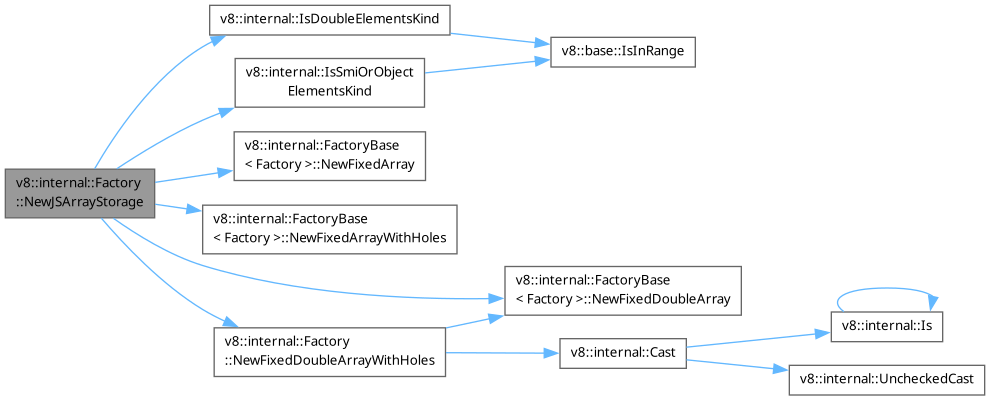 v8::internal::IsDoubleElementsKind
v8::base::IsInRange
v8::internal::IsSmiOrObject
ElementsKind
v8::internal::FactoryBase
< Factory >::NewFixedArray
v8::internal::Factory
::NewJSArrayStorage
v8::internal::FactoryBase
< Factory >::NewFixedArrayWithHoles
v8::internal::FactoryBase
< Factory >::NewFixedDoubleArray
v8::internal::Is
v8::internal::Factory
::NewFixedDoubleArrayWithHoles
v8::internal::Cast
v8::internal::UncheckedCast